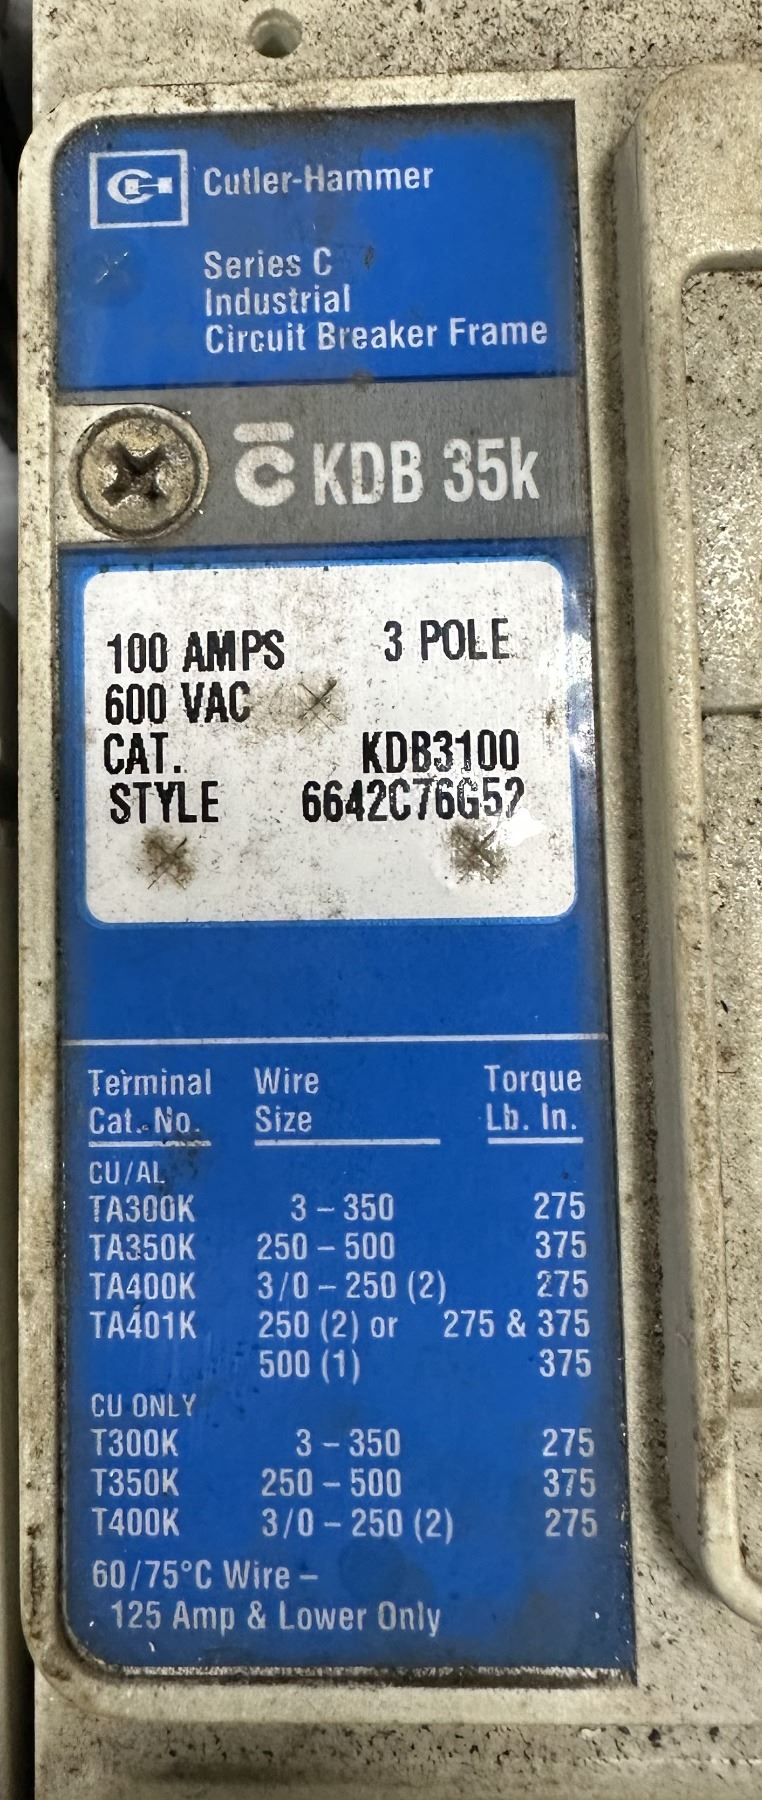 Cutler-Hammer
Series C
Industrial
Circuit Breaker Frame
C KDB 35k
100 AMPS 3 POLE
600 VAC
CAT. KDB3100
STYLE 6642C76G52
Terminal Wire Torque
Cat. No. Size Lb. In.
CU/AL
TA300K 3 – 350 275
TA350K 250 – 500 375
TA400K 3/0 – 250 (2) 275
TA401K 250 (2) or 275 & 375
500 (1) 375
CU ONLY
T300K 3 – 350 275
T350K 250 – 500 375
T400K 3/0 – 250 (2) 275
60/75°C Wire –
125 Amp & Lower Only